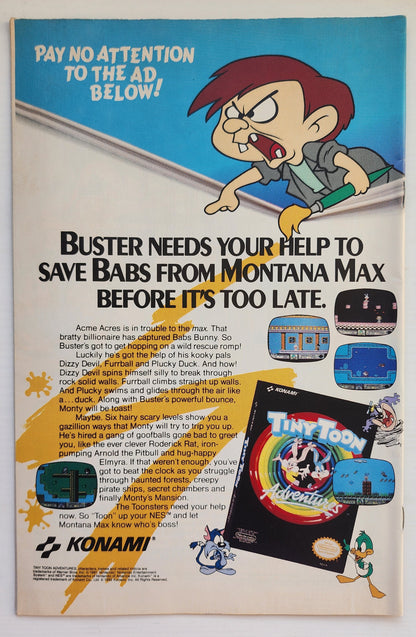 PAY NO ATTENTION
TO THE AD
BELOW!
BUSTER NEEDS YOUR HELP TO
SAVE BABS FROM MONTANA MAX
BEFORE IT'S TOO LATE.
Acme Acres is in trouble to the max. That
bratty billionaire has captured Babs Bunny. So
Buster's got to get hopping on a wild rescue romp!
Luckily he's got the help of his kooky pals
Dizzy Devil, Furrball and Plucky Duck. And how!
Dizzy Devil spins himself silly to break through
rock solid walls. Furrball climbs straight up walls.
And Plucky swims and glides through the air like
a . . . duck. Along with Buster's powerful bounce,
Monty will be toast!
Maybe. Six hairy scary levels show you a
gazillion ways that Monty will try to trip you up.
He's hired a gang of goofballs gone bad to greet
you, like the ever clever Roderick Rat, iron-
pumping Arnold the Pitbull and hug-happy
Elmyra. If that weren't enough, you've
got to beat the clock as you struggle
through haunted forests, creepy
pirate ships, secret chambers and
finally Monty's Mansion.
The Toonsters need your help
now. So "Toon" up your NES™ and let
Montana Max know who's boss!
KONAMI®
KONAMI
TINY TOON
Adventures